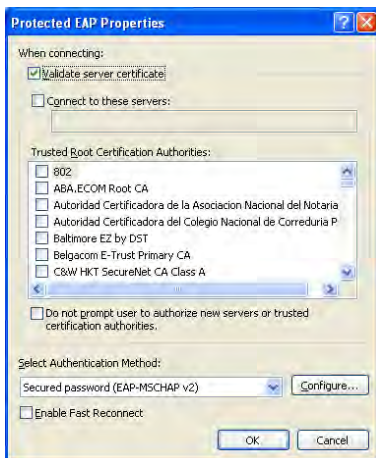 Protected EAP Properties
When connecting:
Validate server certificate
Connect to these servers:
Trusted Root Certification Authorities:
802
ABA.ECOM Root CA
Autoridad Certificadora de la Asociacion Nacional del Notaria
Autoridad Certificadora del Colegio Nacional de Correduria P
Baltimore EZ by DST
Belgacom E-Trust Primary CA
C&W HKT SecureNet CA Class A
Do not prompt user to authorize new servers or trusted
certification authorities.
Select Authentication Method:
Secured password (EAP-MSCHAP v2)
Configure...
Enable Fast Reconnect
OK
Cancel